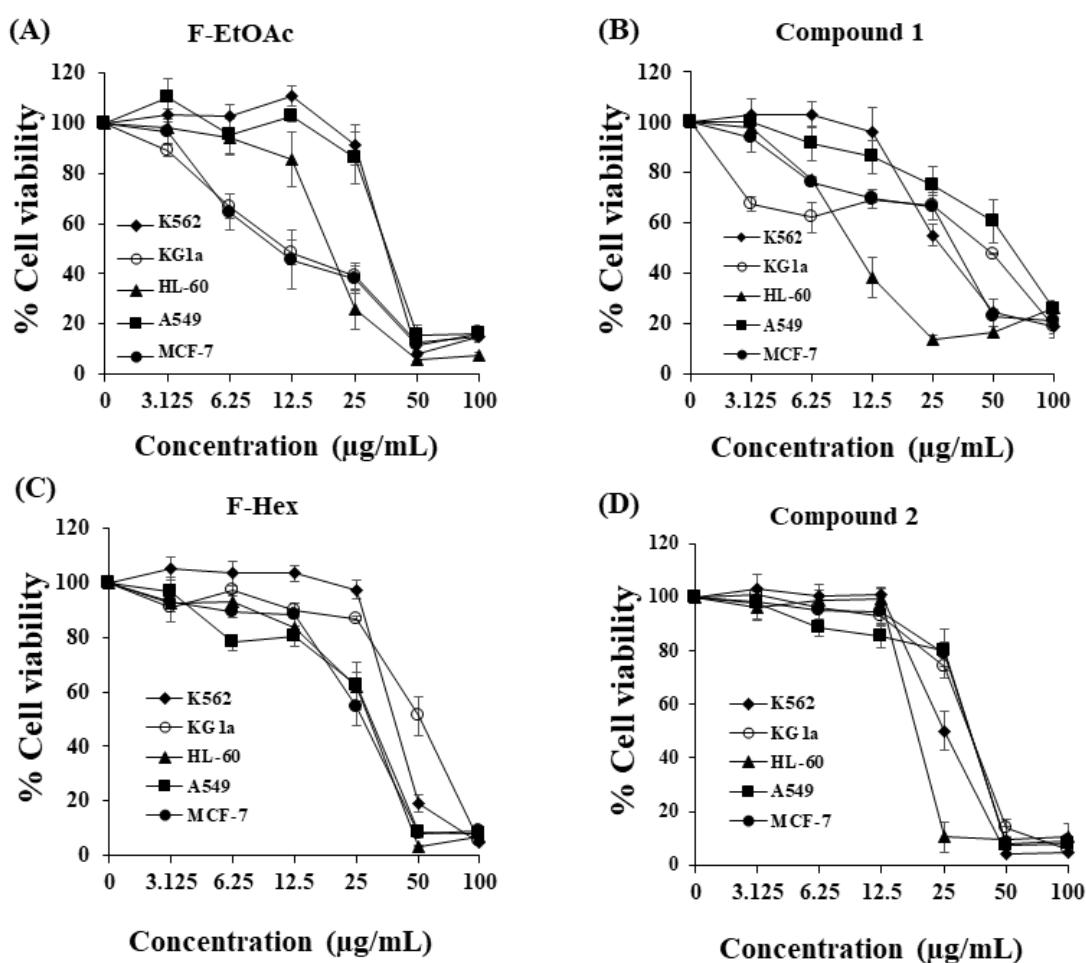 (A)
F-EtOAc
% Cell viability
120
100
80
60
40
20
0
K562
KG1a
HL-60
A549
MCF-7
0 3.125 6.25 12.5 25 50 100
Concentration (µg/mL)
(B)
Compound 1
% Cell viability
120
100
80
60
40
20
0
K562
KG1a
HL-60
A549
MCF-7
0 3.125 6.25 12.5 25 50 100
Concentration (µg/mL)
(C)
F-Hex
% Cell viability
120
100
80
60
40
20
0
K562
KG1a
HL-60
A549
MCF-7
0 3.125 6.25 12.5 25 50 100
Concentration (µg/mL)
(D)
Compound 2
% Cell viability
120
100
80
60
40
20
0
K562
KG1a
HL-60
A549
MCF-7
0 3.125 6.25 12.5 25 50 100
Concentration (µg/mL)